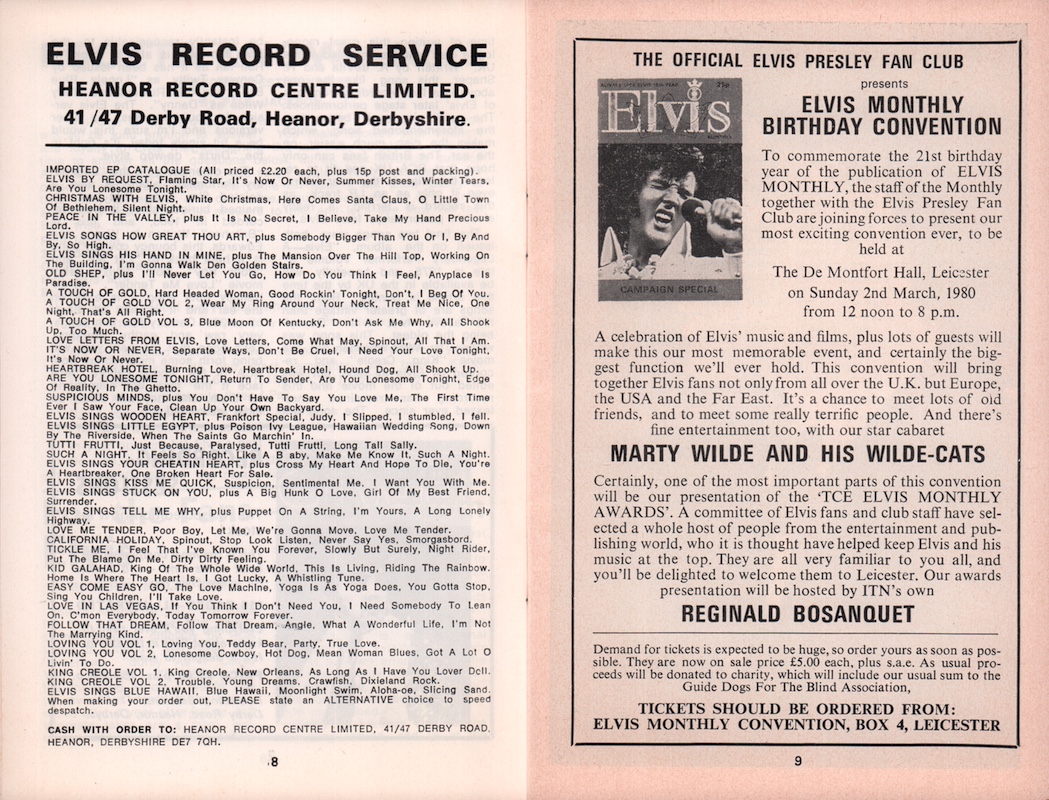 ELVIS RECORD SERVICE
HEANOR RECORD CENTRE LIMITED.
41/47 Derby Road, Heanor, Derbyshire.
IMPORTED EP CATALOGUE (All priced £2.20 each, plus 15p post and packing).
ELVIS BY REQUEST, Flaming Star, It's Now Or Never, Summer Kisses, Winter Tears,
Are You Lonesome Tonight.
CHRISTMAS WITH ELVIS, White Christmas, Here Comes Santa Claus, O Little Town
Of Bethlehem, Silent Night.
PEACE IN THE VALLEY, plus It Is No Secret, I Believe, Take My Hand Precious
Lord.
ELVIS SONGS HOW GREAT THOU ART, plus Somebody Bigger Than You Or I, By And
By, So High.
ELVIS SINGS HIS HAND IN MINE, plus The Mansion Over The Hill Top, Working On
The Building, I'm Gonna Walk Den Golden Stairs.
OLD SHEP, plus I'll Never Let You Go, How Do You Think I Feel, Anyplace Is
Paradise.
A TOUCH OF GOLD, Hard Headed Woman, Good Rockin' Tonight, Don't, I Beg Of You.
A TOUCH OF GOLD VOL 2, Wear My Ring Around Your Neck, Treat Me Nice, One
Night, That's All Right.
A TOUCH OF GOLD VOL 3, Blue Moon Of Kentucky, Don't Ask Me Why, All Shook
Up, Too Much.
LOVE LETTERS FROM ELVIS, Love Letters, Come What May, Spinout, All That I Am.
IT'S NOW OR NEVER, Separate Ways, Don't Be Cruel, I Need Your Love Tonight,
It's Now Or Never.
HEARTBREAK HOTEL, Burning Love, Heartbreak Hotel, Hound Dog, All Shook Up.
ARE YOU LONESOME TONIGHT, Return To Sender, Are You Lonesome Tonight, Edge
Of Reality, In The Ghetto.
SUSPICIOUS MINDS, plus You Don't Have To Say You Love Me, The First Time
Ever I Saw Your Face, Clean Up Your Own Backyard.
ELVIS SINGS WOODEN HEART, Frankfort Special, Judy, I Slipped, I stumbled, I fell.
ELVIS SINGS LITTLE EGYPT, plus Poison Ivy League, Hawaiian Wedding Song, Down
By The Riverside, When The Saints Go Marchin' In.
TUTTI FRUTTI, Just Because, Paralysed, Tutti Frutti, Long Tall Sally.
SUCH A NIGHT, It Feels So Right, Like A B aby, Make Me Know It, Such A Night.
ELVIS SINGS YOUR CHEATIN HEART, plus Cross My Heart And Hope To Die, You're
A Heartbreaker, One Broken Heart For Sale.
ELVIS SINGS KISS ME QUICK, Suspicion, Sentimental Me. I Want You With Me.
ELVIS SINGS STUCK ON YOU, plus A Big Hunk O Love, Girl Of My Best Friend,
Surrender.
ELVIS SINGS TELL ME WHY, plus Puppet On A String, I'm Yours, A Long Lonely
Highway.
LOVE ME TENDER, Poor Boy, Let Me, We're Gonna Move, Love Me Tender.
CALIFORNIA HOLIDAY, Spinout, Stop Look Listen, Never Say Yes, Smorgasbord.
TICKLE ME, I Feel That I've Known You Forever, Slowly But Surely, Night Rider,
Put The Blame On Me, Dirty Dirty Feeling.
KID GALAHAD, King Of The Whole Wide World, This Is Living, Riding The Rainbow.
Home Is Where The Heart Is, I Got Lucky, A Whistling Tune.
EASY COME EASY GO, The Love Machine, Yoga Is As Yoga Does, You Gotta Stop,
Sing You Children, I'll Take Love.
LOVE IN LAS VEGAS, If You Think I Don't Need You, I Need Somebody To Lean
On, C'mon Everybody, Today Tomorrow Forever.
FOLLOW THAT DREAM, Follow That Dream, Angle, What A Wonderful Life, I'm Not
The Marrying Kind.
LOVING YOU VOL 1, Loving You, Teddy Bear, Party, True Love.
LOVING YOU VOL 2, Lonesome Cowboy, Hot Dog, Mean Woman Blues, Got A Lot O
Livin' To Do.
KING CREOLE VOL 1, King Creole, New Orleans, As Long As I Have You Lover Doll.
KING CREOLE VOL 2, Trouble, Young Dreams, Crawfish, Dixieland Rock.
ELVIS SINGS BLUE HAWAII, Blue Hawaii, Moonlight Swim, Aloha-oe, Slicing Sand.
When making your order out, PLEASE state an ALTERNATIVE choice to speed
despatch.
CASH WITH ORDER TO: HEANOR RECORD CENTRE LIMITED, 41/47 DERBY ROAD,
HEANOR, DERBYSHIRE DE7 7QH.
8
THE OFFICIAL ELVIS PRESLEY FAN CLUB
presents
ELVIS MONTHLY
BIRTHDAY CONVENTION
25p
Elvis
MONTHLY
CAMPAIGN SPECIAL
To commemorate the 21st birthday
year of the publication of ELVIS
MONTHLY, the staff of the Monthly
together with the Elvis Presley Fan
Club are joining forces to present our
most exciting convention ever, to be
held at
The De Montfort Hall, Leicester
on Sunday 2nd March, 1980
from 12 noon to 8 p.m.
A celebration of Elvis' music and films, plus lots of guests will
make this our most memorable event, and certainly the big-
gest function we'll ever hold. This convention will bring
together Elvis fans not only from all over the U.K. but Europe,
the USA and the Far East. It's a chance to meet lots of old
friends, and to meet some really terrific people. And there's
fine entertainment too, with our star cabaret
MARTY WILDE AND HIS WILDE-CATS
Certainly, one of the most important parts of this convention
will be our presentation of the 'TCE ELVIS MONTHLY
AWARDS'. A committee of Elvis fans and club staff have sel-
ected a whole host of people from the entertainment and pub-
lishing world, who it is thought have helped keep Elvis and his
music at the top. They are all very familiar to you all, and
you'll be delighted to welcome them to Leicester. Our awards
presentation will be hosted by ITN's own
REGINALD BOSANQUET
Demand for tickets is expected to be huge, so order yours as soon as pos-
sible. They are now on sale price £5.00 each, plus s.a.e. As usual pro-
ceeds will be donated to charity, which will include our usual sum to the
Guide Dogs For The Blind Association,
TICKETS SHOULD BE ORDERED FROM:
ELVIS MONTHLY CONVENTION, BOX 4, LEICESTER
9